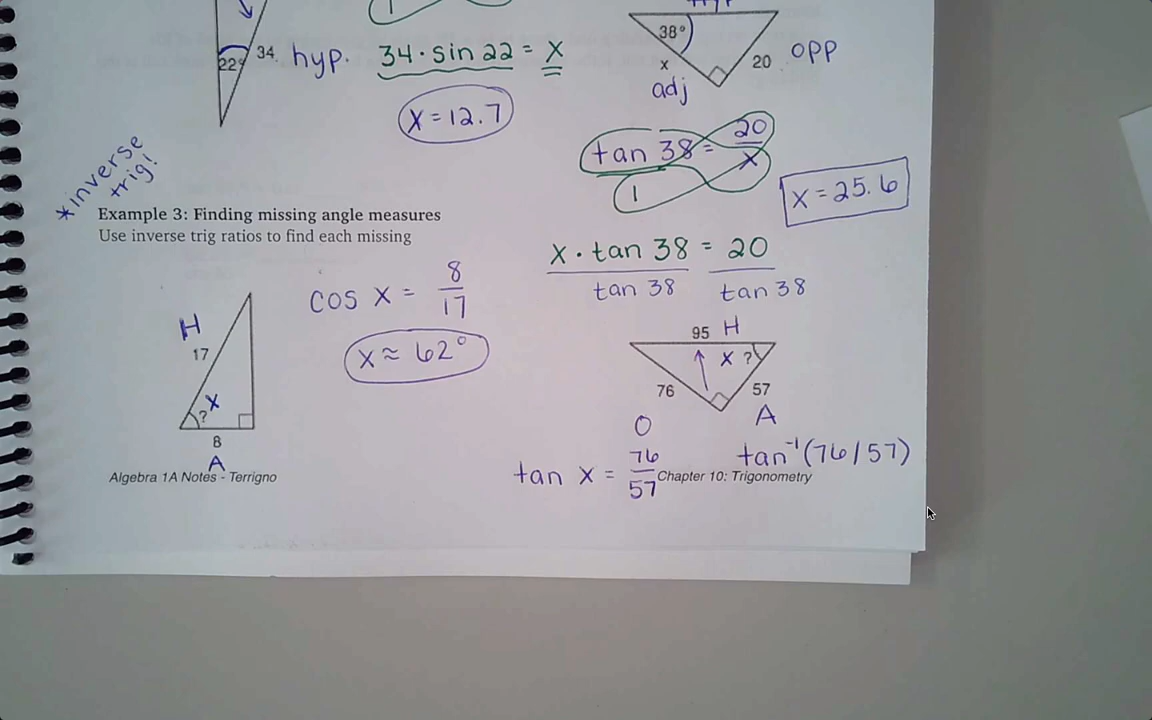 22°
34
hyp.
34 · sin 22 = x
x = 12.7
38°
x
adj
20
opp
tan 38 = 20/x
1
x = 25.6
*inverse
trig!
Example 3: Finding missing angle measures
Use inverse trig ratios to find each missing
x · tan 38 = 20
tan 38 tan 38
H
17
x
?
8
A
cos x = 8/17
x ≈ 62°
95 H
x ?
76
57
O
A
tan x = 76/57
tan⁻¹(76/57)
Algebra 1A Notes - Terrigno
Chapter 10: Trigonometry